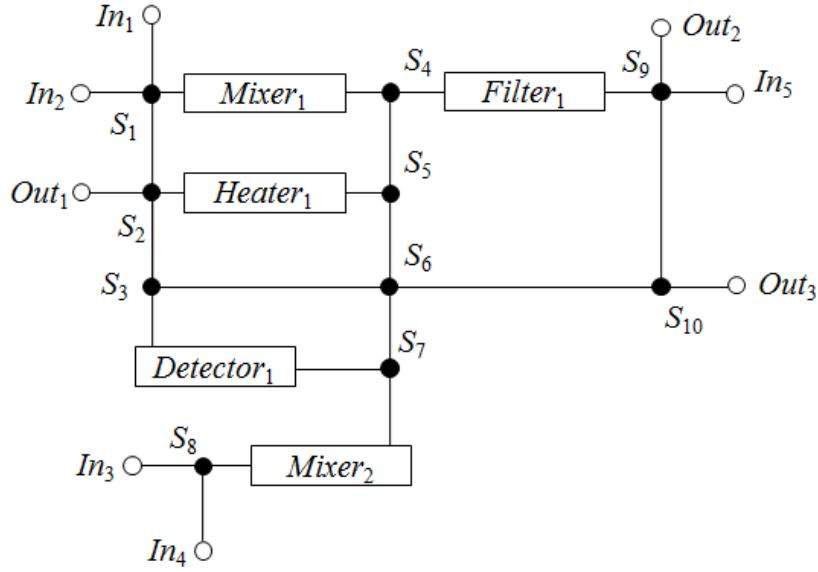 In₁
Out₂
In₂
Mixer₁
S₄
Filter₁
S₉
In₅
S₁
Out₁
Heater₁
S₅
S₂
S₃
S₆
Out₃
S₁₀
S₇
Detector₁
S₈
In₃
Mixer₂
In₄